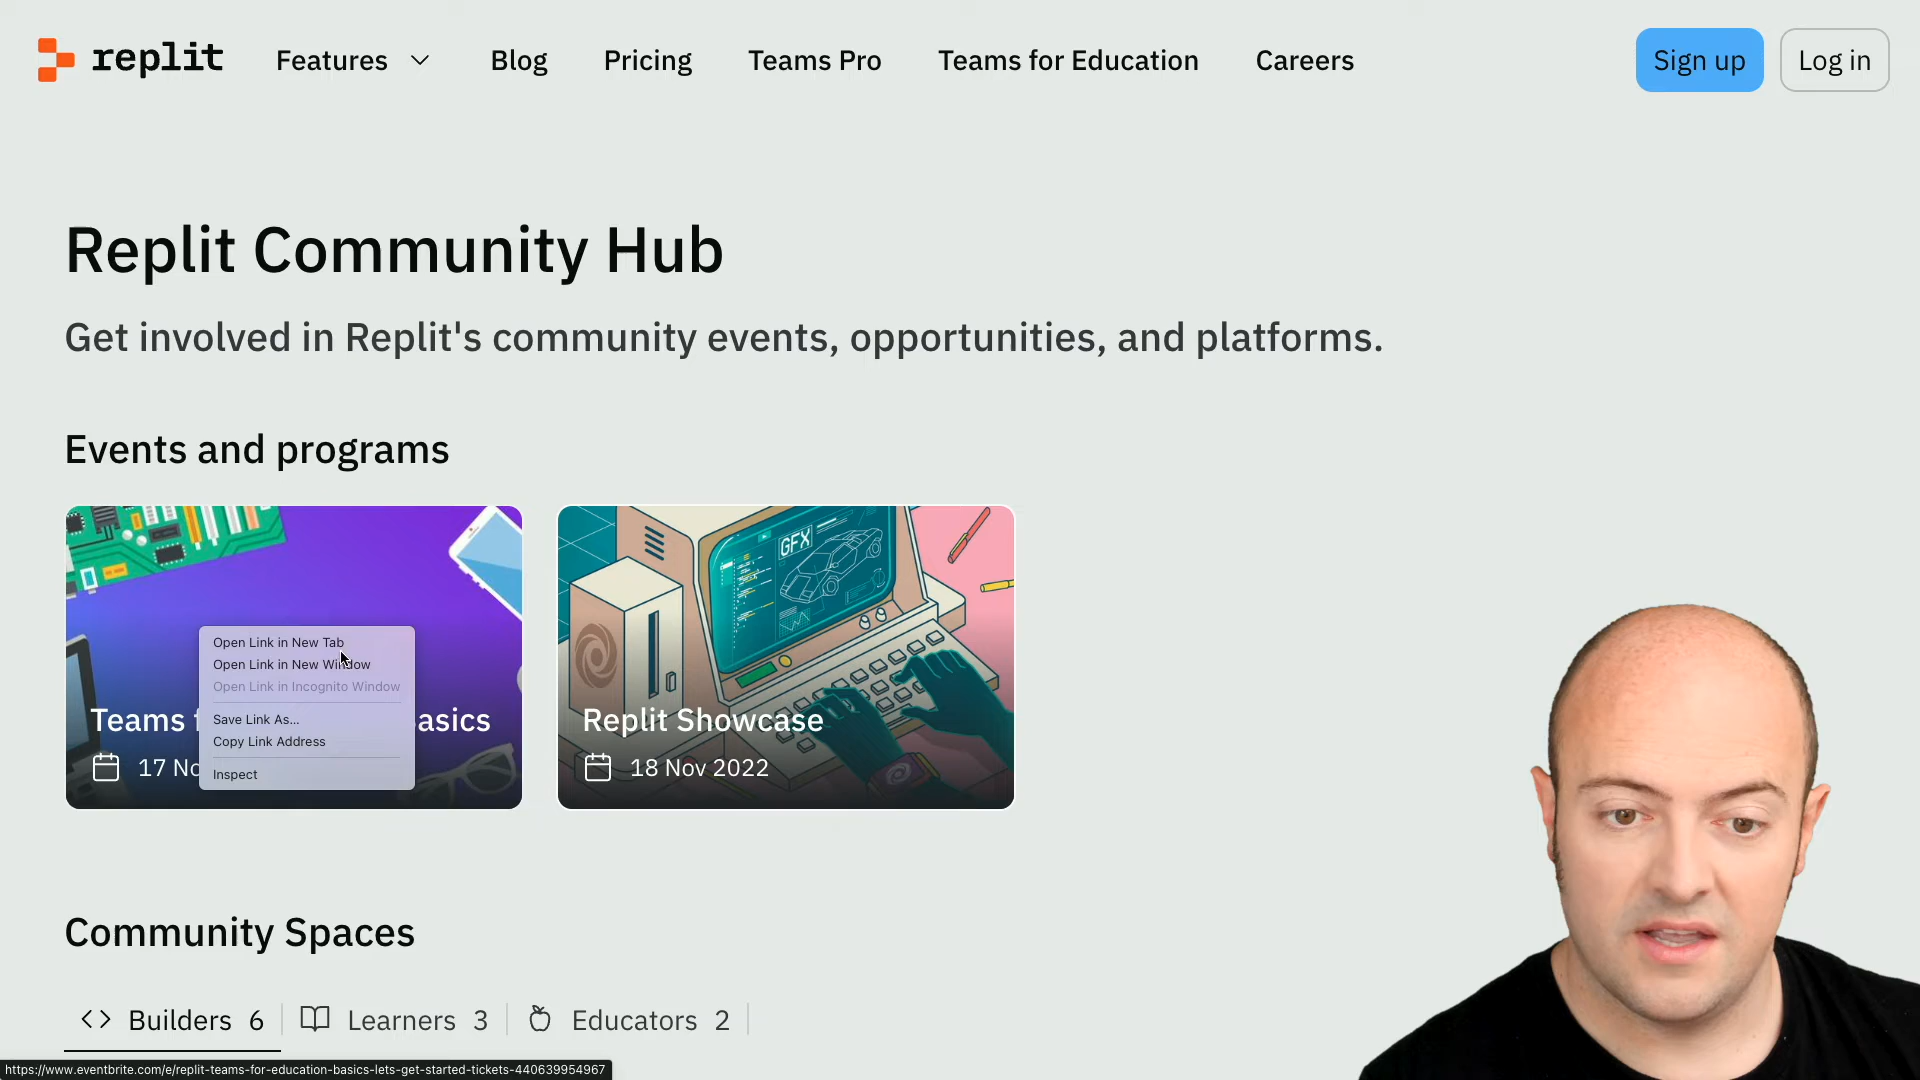 replit
Features
Blog
Pricing
Teams Pro
Teams for Education
Careers
Sign up
Log in
Replit Community Hub
Get involved in Replit's community events, opportunities, and platforms.
Events and programs
Open Link in New Tab
Open Link in New Window
Open Link in Incognito Window
Save Link As...
Copy Link Address
Inspect
Teams asics
17 No
GFX
Replit Showcase
18 Nov 2022
Community Spaces
Builders 6
Learners 3
Educators 2
https://www.eventbrite.com/e/replit-teams-for-education-basics-lets-get-started-tickets-440639954967